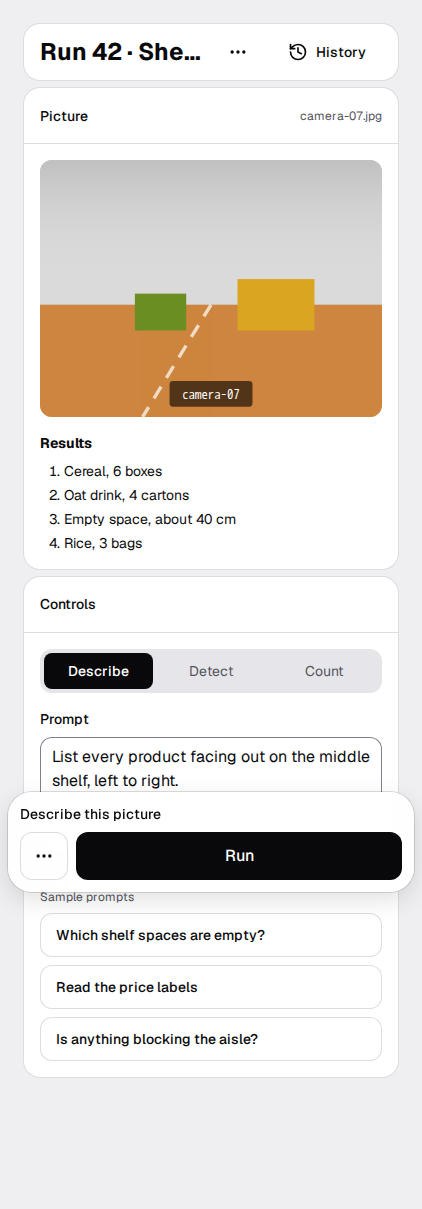 Run 42 · She...
History
Picture
camera-07.jpg
camera-07
Results
1. Cereal, 6 boxes
2. Oat drink, 4 cartons
3. Empty space, about 40 cm
4. Rice, 3 bags
Controls
Describe Detect Count
Prompt
List every product facing out on the middle
shelf, left to right.
Describe this picture
Run
Sample prompts
Which shelf spaces are empty?
Read the price labels
Is anything blocking the aisle?